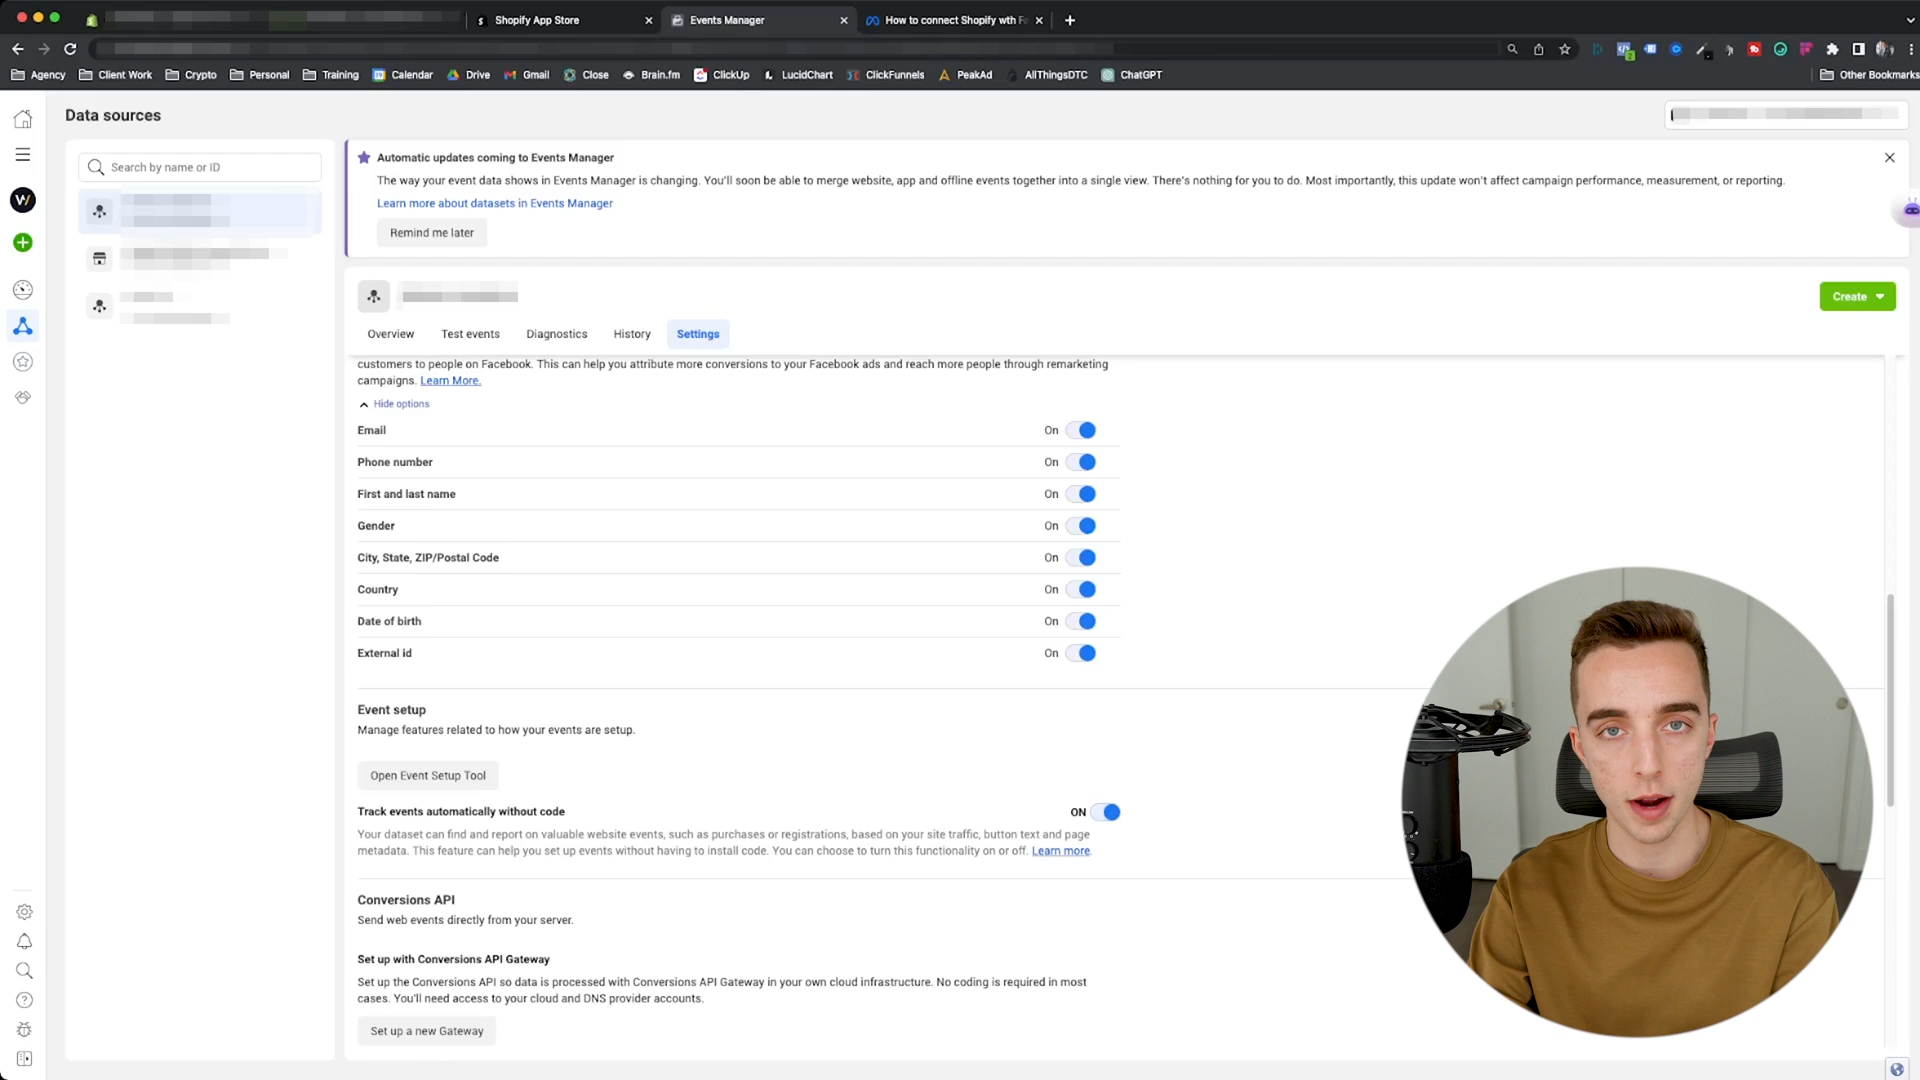 Shopify App Store
Events Manager
How to connect Shopify wth
Agency
Client Work
Crypto
Personal
Training
Calendar
Drive
Gmail
Close
Brain.fm
ClickUp
LucidChart
ClickFunnels
PeakAd
AllThingsDTC
ChatGPT
Other Bookmarks
Data sources
Search by name or ID
Automatic updates coming to Events Manager
The way your event data shows in Events Manager is changing. You'll soon be able to merge website, app and offline events together into a single view. There's nothing for you to do. Most importantly, this update won't affect campaign performance, measurement, or reporting.
Learn more about datasets in Events Manager
Remind me later
Create
Overview
Test events
Diagnostics
History
Settings
customers to people on Facebook. This can help you attribute more conversions to your Facebook ads and reach more people through remarketing
campaigns. Learn More.
Hide options
Email On
Phone number On
First and last name On
Gender On
City, State, ZIP/Postal Code On
Country On
Date of birth On
External id On
Event setup
Manage features related to how your events are setup.
Open Event Setup Tool
Track events automatically without code ON
Your dataset can find and report on valuable website events, such as purchases or registrations, based on your site traffic, button text and page
metadata. This feature can help you set up events without having to install code. You can choose to turn this functionality on or off. Learn more.
Conversions API
Send web events directly from your server.
Set up with Conversions API Gateway
Set up the Conversions API so data is processed with Conversions API Gateway in your own cloud infrastructure. No coding is required in most
cases. You'll need access to your cloud and DNS provider accounts.
Set up a new Gateway